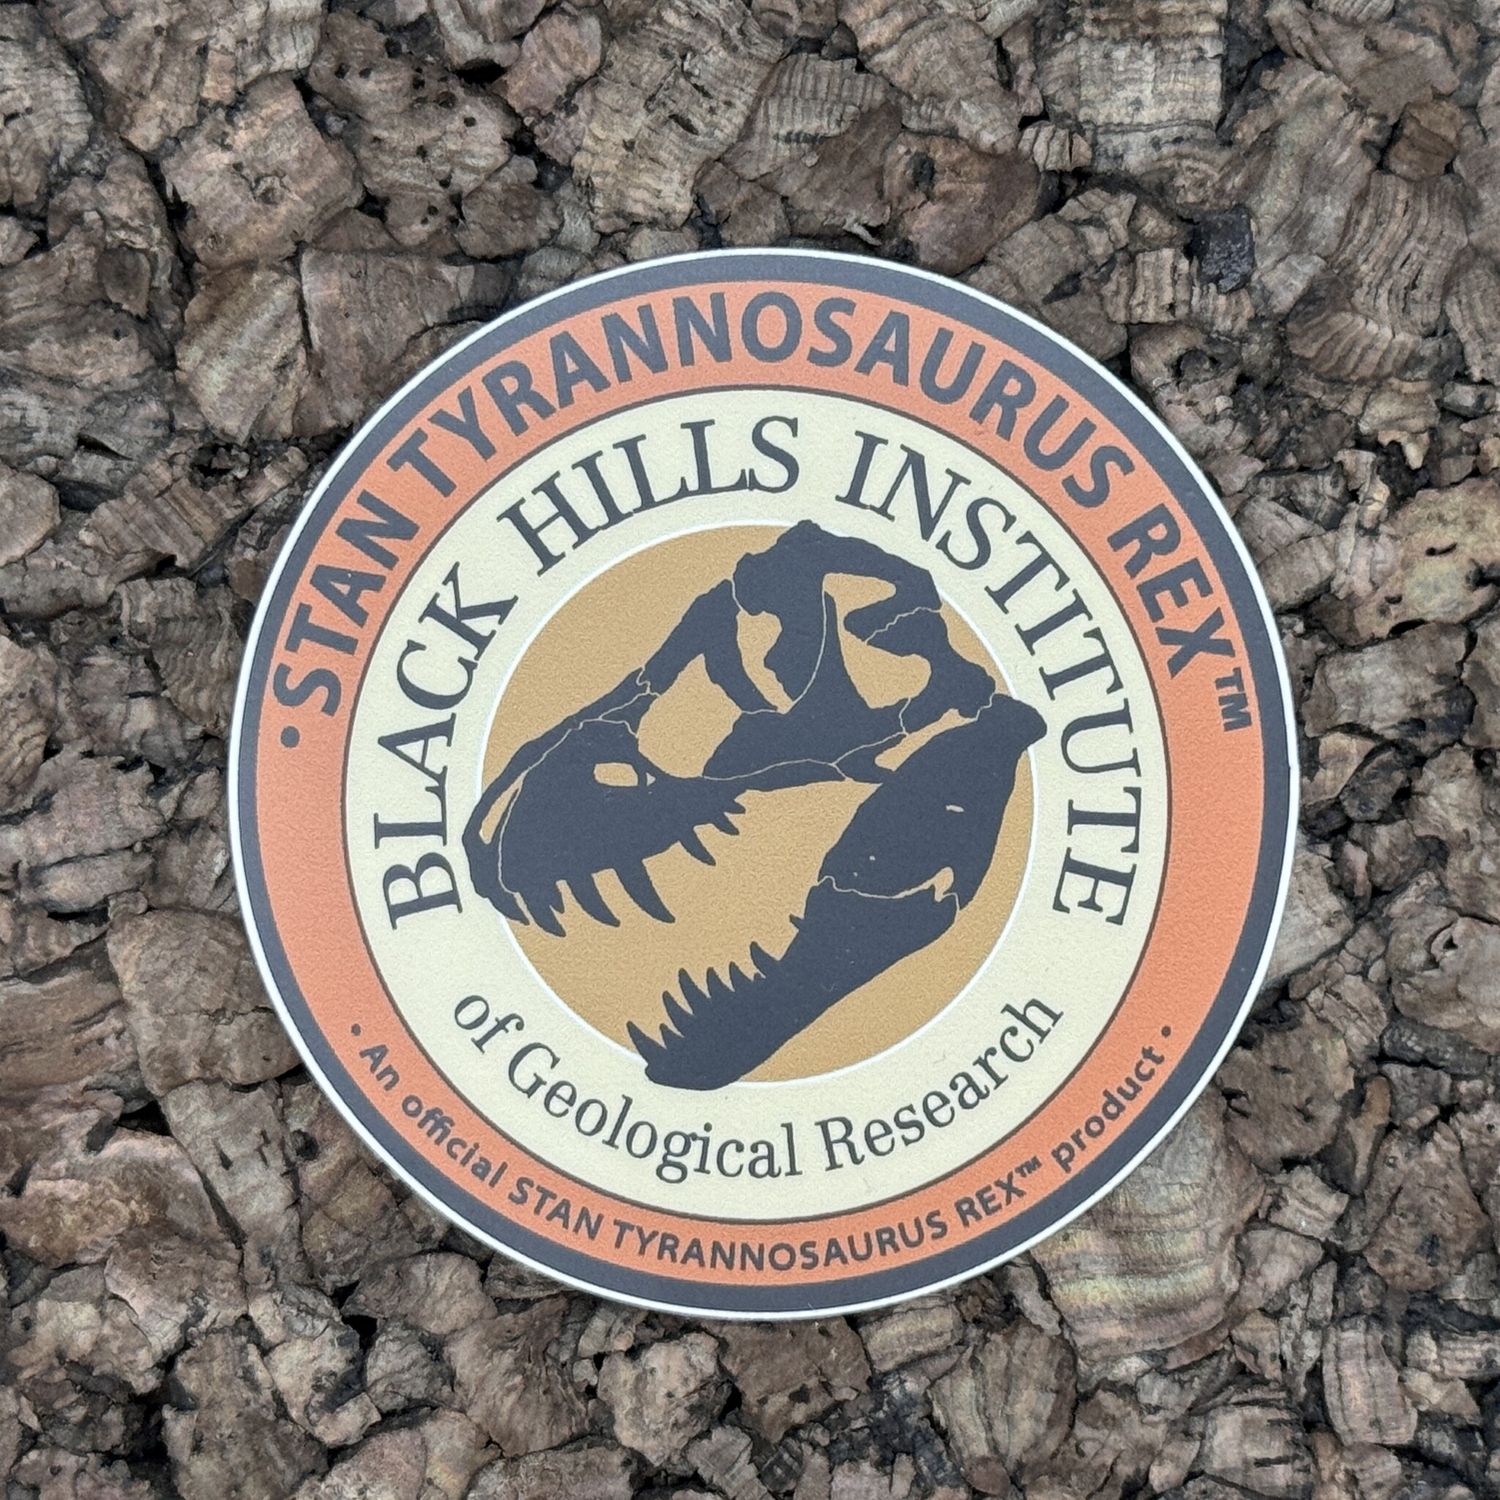 • STAN TYRANNOSAURUS REX™
BLACK HILLS INSTITUTE
of Geological Research
• An official STAN TYRANNOSAURUS REX™ product •